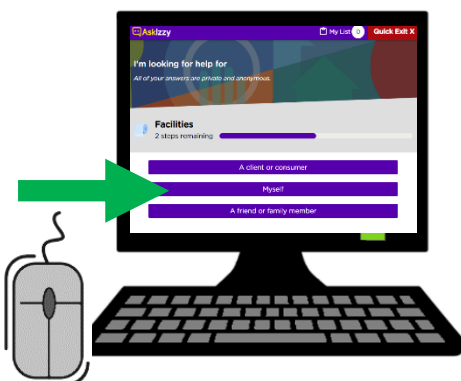 AskIzzy
My List 0
Quick Exit X
I'm looking for help for
All of your answers are private and anonymous.
Facilities
2 steps remaining
A client or consumer
Myself
A friend or family member